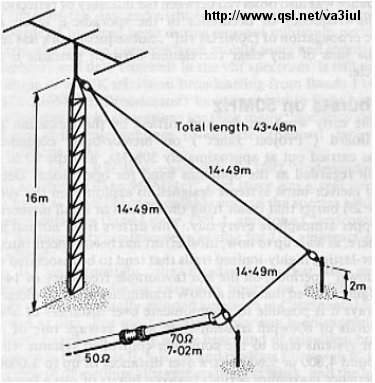 http://www.qsl.net/va3iul
Total length 43·48m
14·49m
16m
14·49m
14·49m
2m
70Ω
7·02m
50Ω